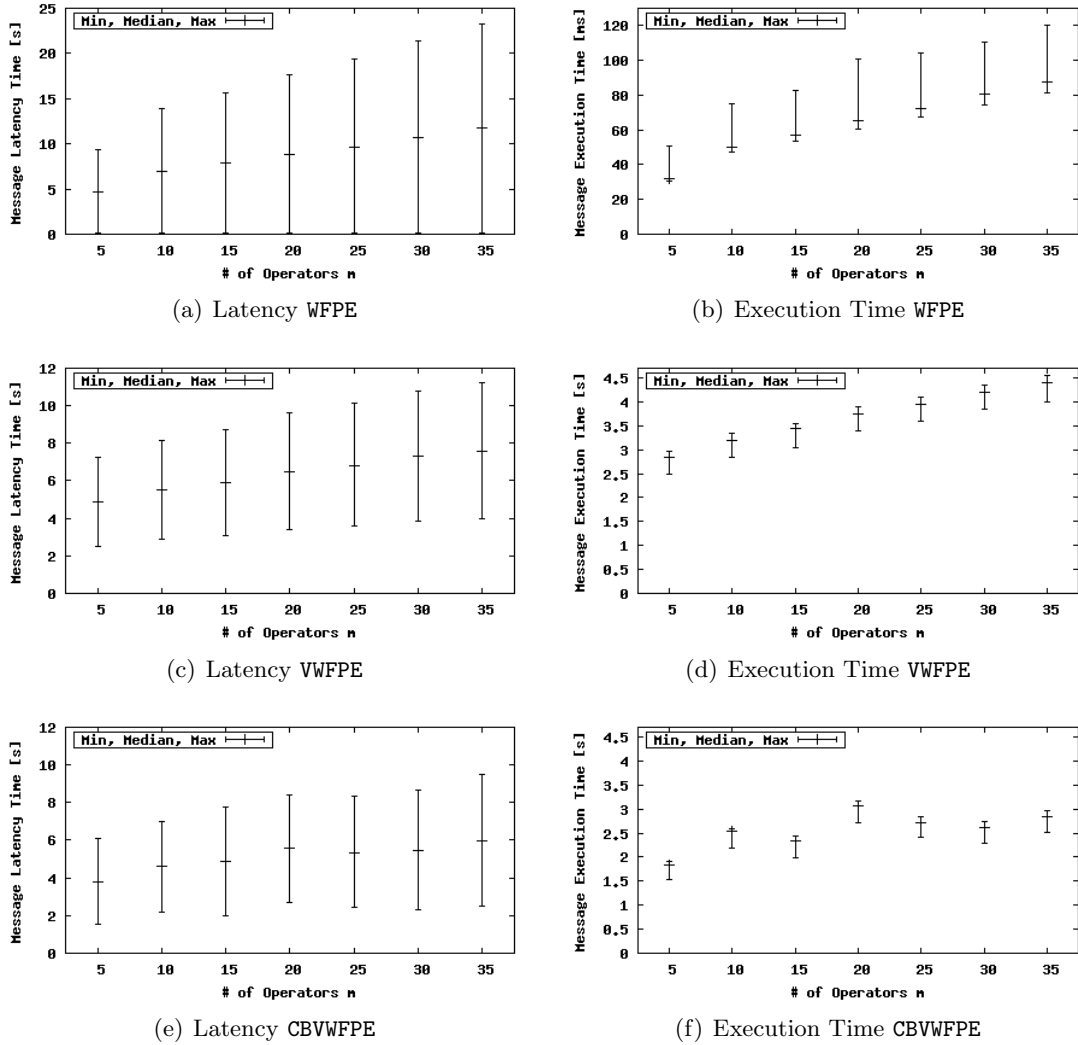 Min, Median, Max
Message Latency Time [s]
25
20
15
10
5
0
5 10 15 20 25 30 35
# of Operators m
(a) Latency WFPE
Min, Median, Max
Message Execution Time [ms]
120
100
80
60
40
20
0
5 10 15 20 25 30 35
# of Operators m
(b) Execution Time WFPE
Min, Median, Max
Message Latency Time [s]
12
10
8
6
4
2
0
5 10 15 20 25 30 35
# of Operators m
(c) Latency VWFPE
Min, Median, Max
Message Execution Time [s]
4.5
4
3.5
3
2.5
2
1.5
1
0.5
0
5 10 15 20 25 30 35
# of Operators m
(d) Execution Time VWFPE
Min, Median, Max
Message Latency Time [s]
12
10
8
6
4
2
0
5 10 15 20 25 30 35
# of Operators m
(e) Latency CBVWFPE
Min, Median, Max
Message Execution Time [s]
4.5
4
3.5
3
2.5
2
1.5
1
0.5
0
5 10 15 20 25 30 35
# of Operators m
(f) Execution Time CBVWFPE